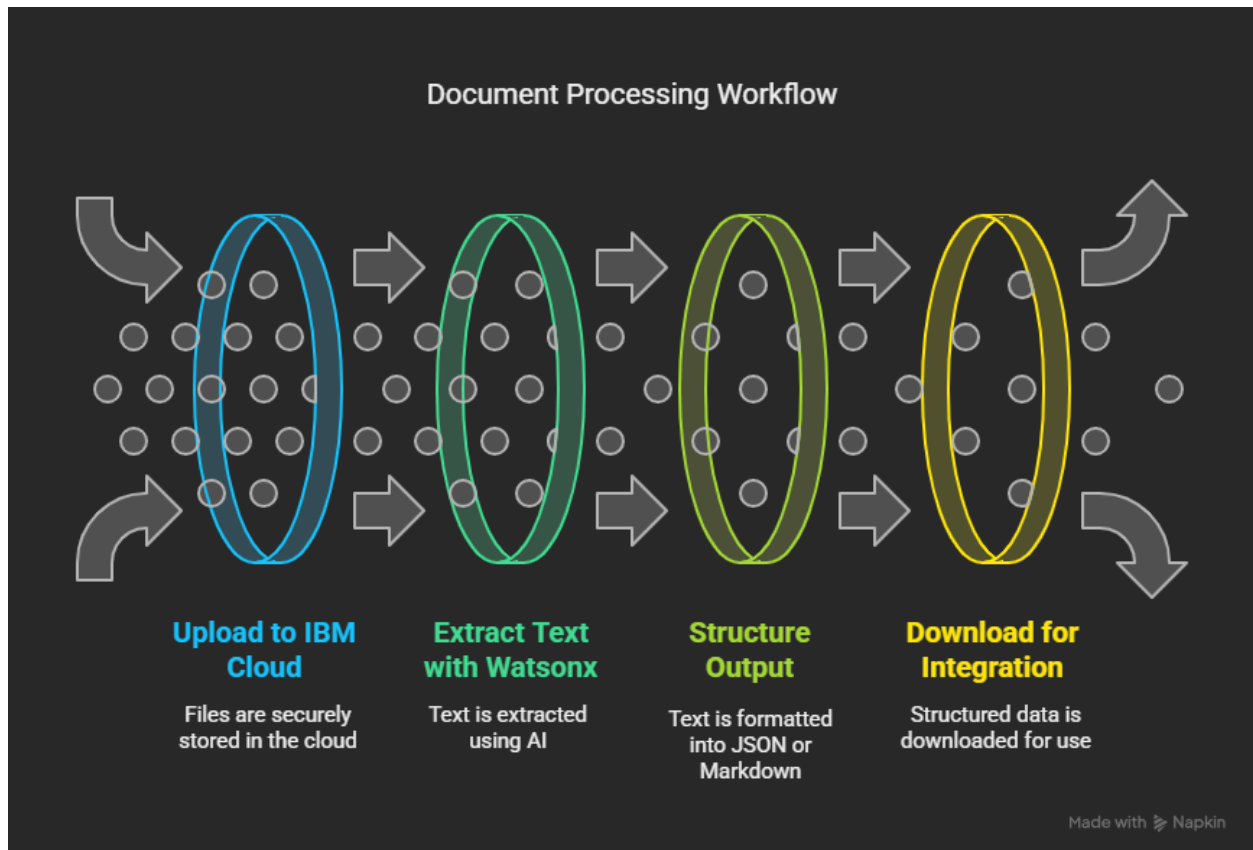 Document Processing Workflow
Upload to IBM
Cloud
Files are securely
stored in the cloud
Extract Text
with Watsonx
Text is extracted
using AI
Structure
Output
Text is formatted
into JSON or
Markdown
Download for
Integration
Structured data is
downloaded for use
Made with Napkin